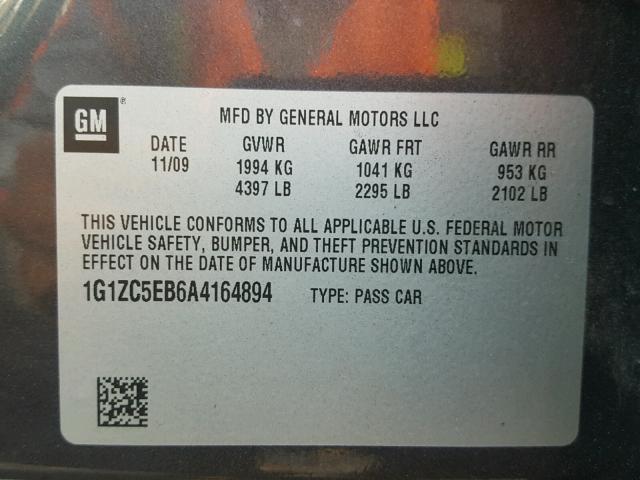 GM ®
MFD BY GENERAL MOTORS LLC
DATE GVWR GAWR FRT GAWR RR
11/09 1994 KG 1041 KG 953 KG
4397 LB 2295 LB 2102 LB
THIS VEHICLE CONFORMS TO ALL APPLICABLE U.S. FEDERAL MOTOR
VEHICLE SAFETY, BUMPER, AND THEFT PREVENTION STANDARDS IN
EFFECT ON THE DATE OF MANUFACTURE SHOWN ABOVE.
1G1ZC5EB6A4164894 TYPE: PASS CAR